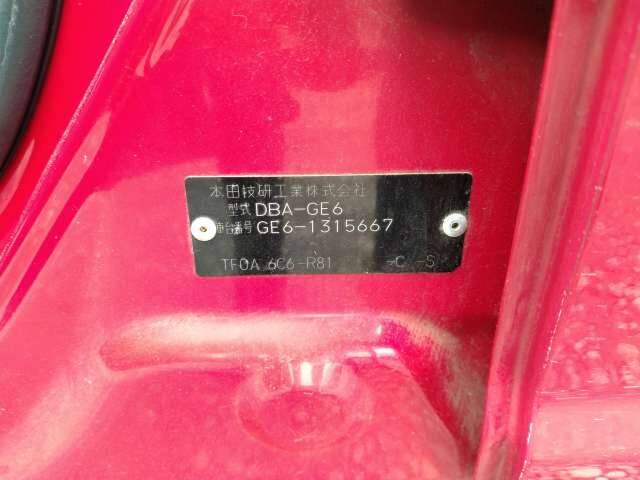 本田技研工業株式会社
型式 DBA-GE6
車台番号 GE6-1315667
TF0A 6C6-R81 -C -S